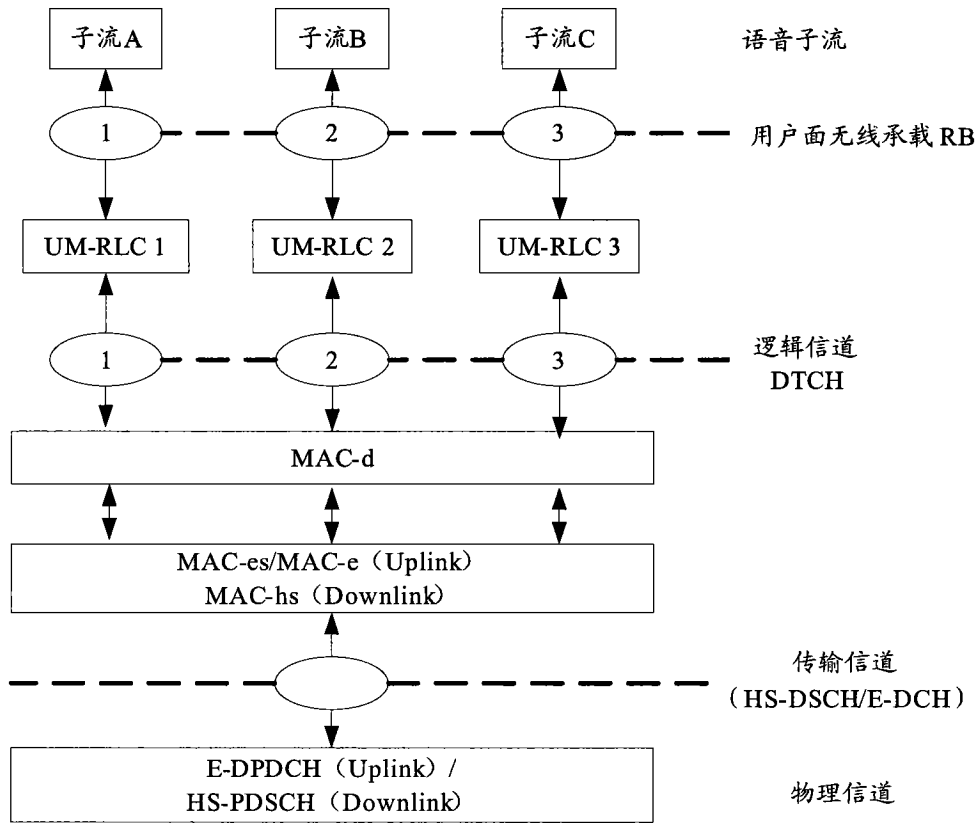 子流A 子流B 子流C 语音子流
1 2 3 用户面无线承载 RB
UM-RLC 1 UM-RLC 2 UM-RLC 3
1 2 3 逻辑信道
DTCH
MAC-d
MAC-es/MAC-e（Uplink）
MAC-hs（Downlink）
传输信道
（HS-DSCH/E-DCH）
E-DPDCH（Uplink）/
HS-PDSCH（Downlink）
物理信道